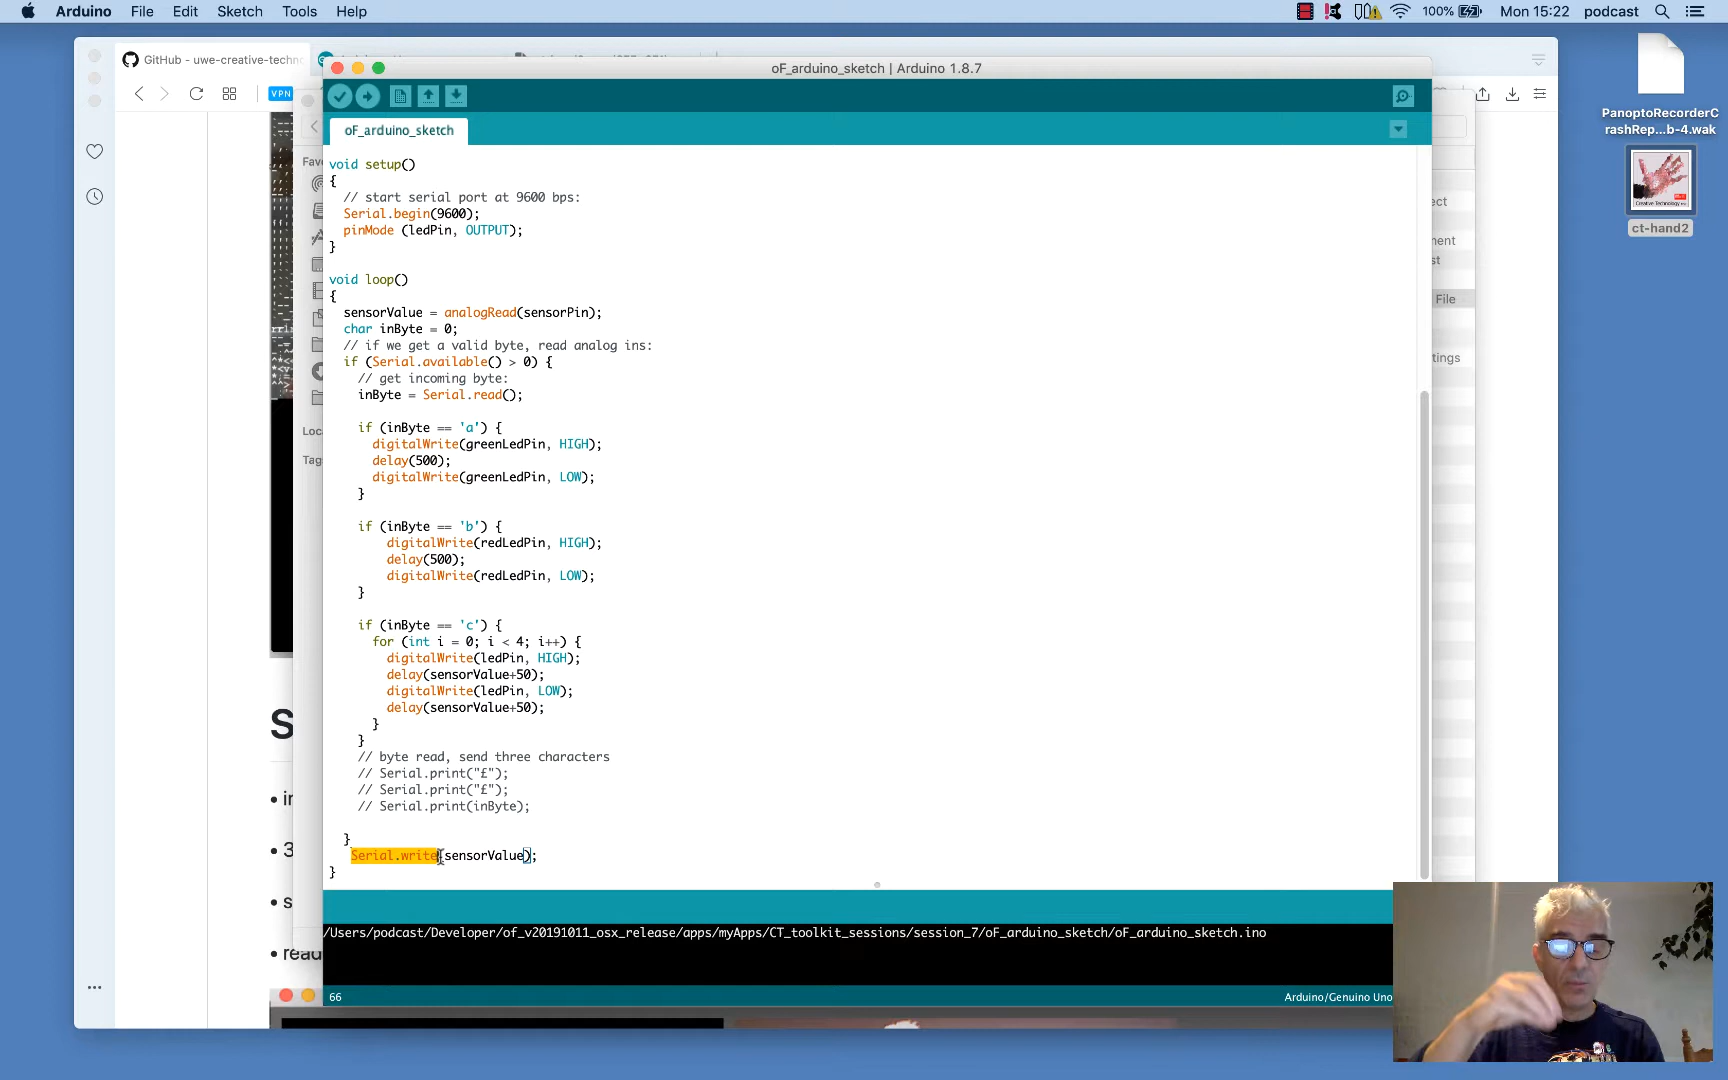 Arduino File Edit Sketch Tools Help
100% Mon 15:22 podcast
GitHub - uwe-creative-techn
oF_arduino_sketch | Arduino 1.8.7
VPN
oF_arduino_sketch
void setup()
{
// start serial port at 9600 bps:
Serial.begin(9600);
pinMode (ledPin, OUTPUT);
}
void loop()
{
sensorValue = analogRead(sensorPin);
char inByte = 0;
// if we get a valid byte, read analog ins:
if (Serial.available() > 0) {
// get incoming byte:
inByte = Serial.read();
if (inByte == 'a') {
digitalWrite(greenLedPin, HIGH);
delay(500);
digitalWrite(greenLedPin, LOW);
}
if (inByte == 'b') {
digitalWrite(redLedPin, HIGH);
delay(500);
digitalWrite(redLedPin, LOW);
}
if (inByte == 'c') {
for (int i = 0; i < 4; i++) {
digitalWrite(ledPin, HIGH);
delay(sensorValue+50);
digitalWrite(ledPin, LOW);
delay(sensorValue+50);
}
}
// byte read, send three characters
// Serial.print("£");
// Serial.print("£");
// Serial.print(inByte);
}
Serial.write(sensorValue);
}
/Users/podcast/Developer/of_v20191011_osx_release/apps/myApps/CT_toolkit_sessions/session_7/oF_arduino_sketch/oF_arduino_sketch.ino
66
Arduino/Genuino Uno
Fav
Loca
Tag
S
• ir
• 3
• s
• read
ect
ment
st
File
ttings
PanoptoRecorderC
rashRep...b-4.wak
Creative Technology
ct-hand2